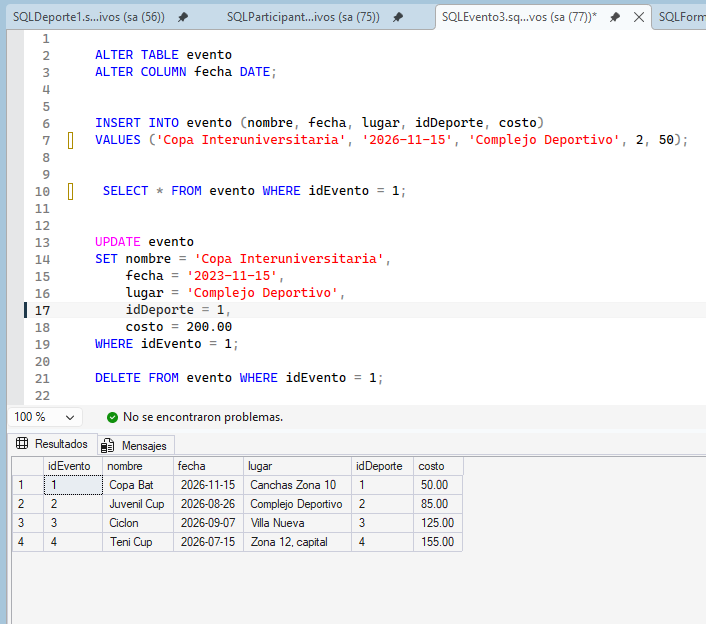 SQLDeporte1.s...ivos (sa (56)) SQLParticipant...ivos (sa (75)) SQLEvento3.sq...vos (sa (77))* SQLForm
1
2 ALTER TABLE evento
3 ALTER COLUMN fecha DATE;
4
5
6 INSERT INTO evento (nombre, fecha, lugar, idDeporte, costo)
7 VALUES ('Copa Interuniversitaria', '2026-11-15', 'Complejo Deportivo', 2, 50);
8
9
10 SELECT * FROM evento WHERE idEvento = 1;
11
12
13 UPDATE evento
14 SET nombre = 'Copa Interuniversitaria',
15 fecha = '2023-11-15',
16 lugar = 'Complejo Deportivo',
17 idDeporte = 1,
18 costo = 200.00
19 WHERE idEvento = 1;
20
21 DELETE FROM evento WHERE idEvento = 1;
22
100 % No se encontraron problemas.
Resultados Mensajes
idEvento nombre fecha lugar idDeporte costo
1 1 Copa Bat 2026-11-15 Canchas Zona 10 1 50.00
2 2 Juvenil Cup 2026-08-26 Complejo Deportivo 2 85.00
3 3 Ciclon 2026-09-07 Villa Nueva 3 125.00
4 4 Teni Cup 2026-07-15 Zona 12, capital 4 155.00